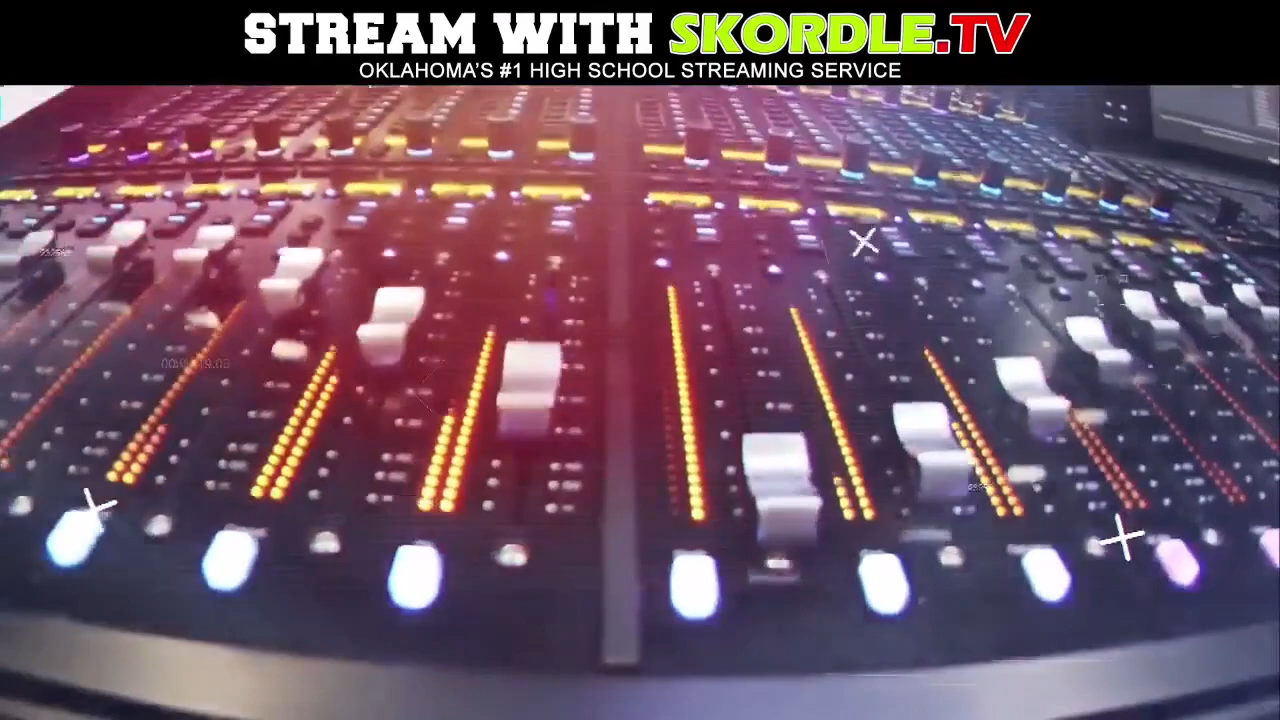 STREAM WITH SKORDLE.TV
OKLAHOMA'S #1 HIGH SCHOOL STREAMING SERVICE